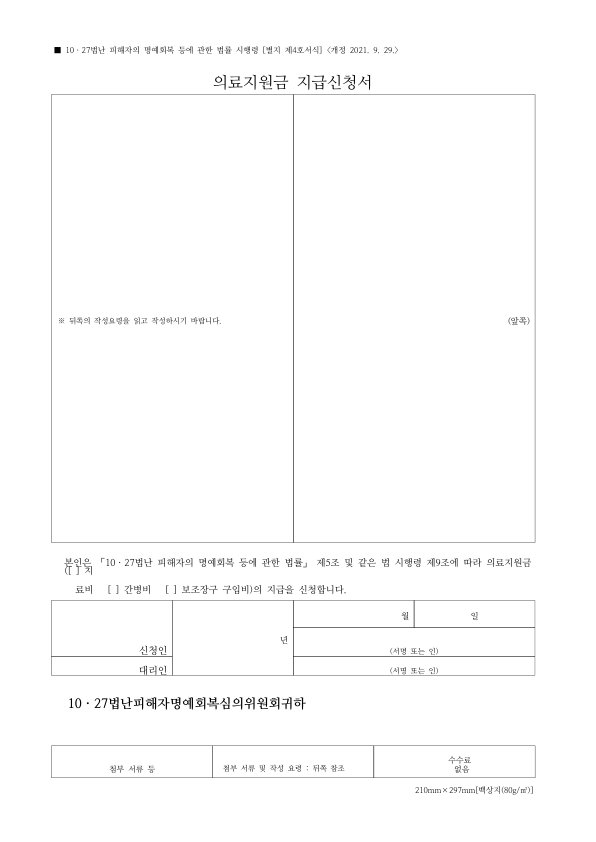 ■ 10ㆍ27법난 피해자의 명예회복 등에 관한 법률 시행령 [별지 제4호서식] <개정 2021. 9. 29.>
의료지원금 지급신청서
※ 뒤쪽의 작성요령을 읽고 작성하시기 바랍니다.
(앞쪽)
본인은 「10ㆍ27법난 피해자의 명예회복 등에 관한 법률」 제5조 및 같은 법 시행령 제9조에 따라 의료지원금
([ ] 치
료비 [ ] 간병비 [ ] 보조장구 구입비)의 지급을 신청합니다.
년
월
일
신청인
(서명 또는 인)
대리인
(서명 또는 인)
10ㆍ27법난피해자명예회복심의위원회귀하
첨부 서류 등
첨부 서류 및 작성 요령 : 뒤쪽 참조
수수료
없음
210mm×297mm[백상지(80g/㎡)]